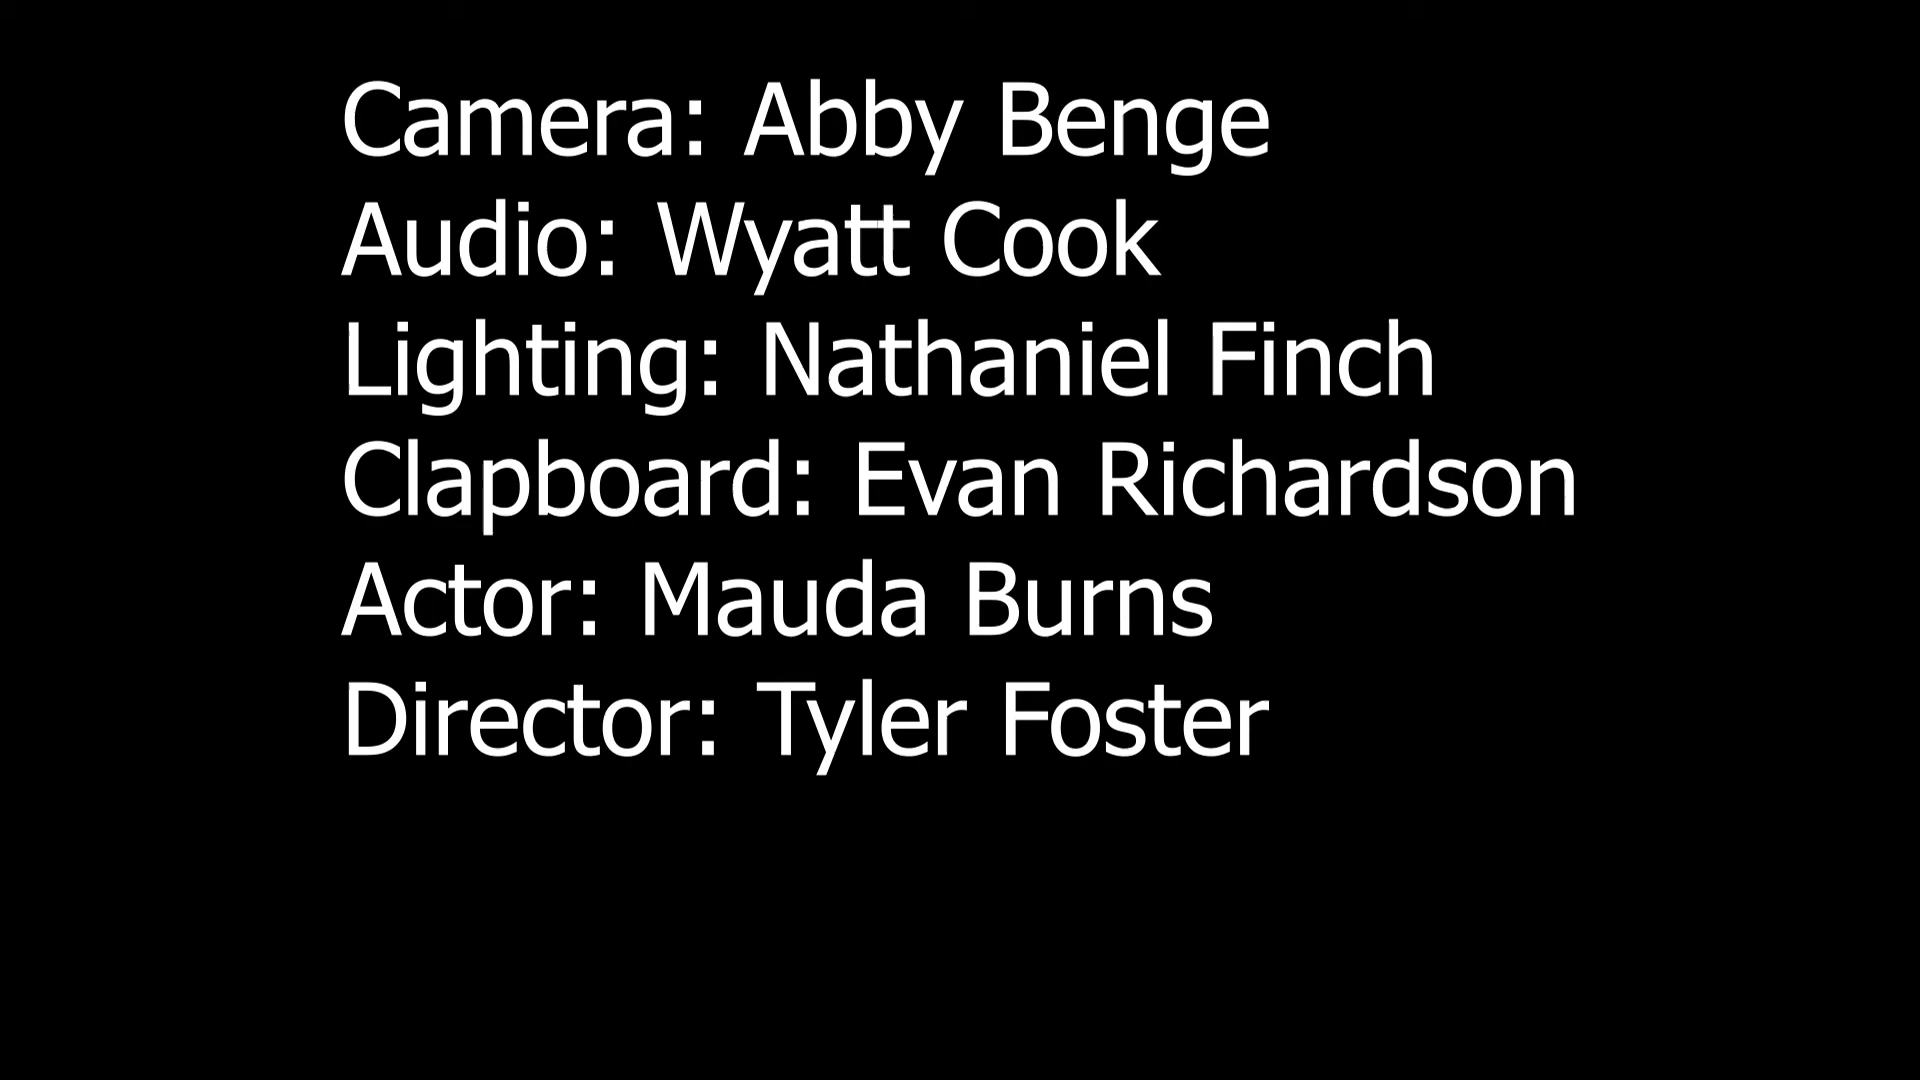 Camera: Abby Benge
Audio: Wyatt Cook
Lighting: Nathaniel Finch
Clapboard: Evan Richardson
Actor: Mauda Burns
Director: Tyler Foster